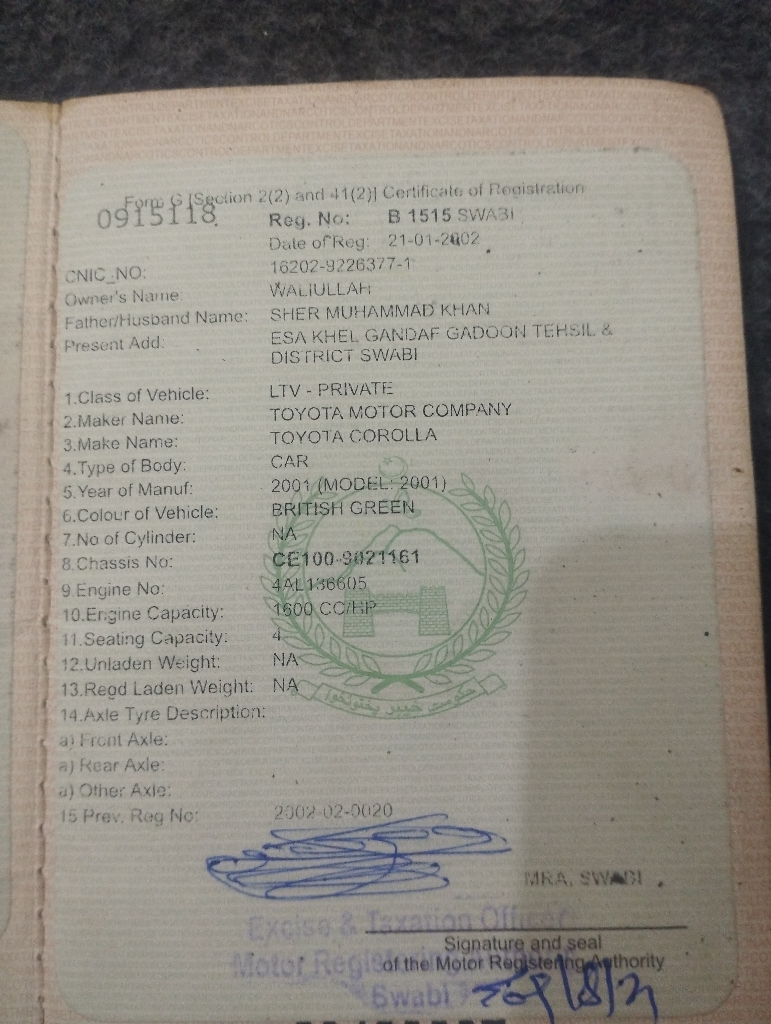 Form G [Section 2(2) and 41(2)] Certificate of Registration
0915118
Reg. No: B 1515 SWABI
Date of Reg: 21-01-2002
CNIC_NO: 16202-9226377-1
Owner's Name: WALIULLAH
Father/Husband Name: SHER MUHAMMAD KHAN
Present Add: ESA KHEL GANDAF GADOON TEHSIL &
DISTRICT SWABI
1.Class of Vehicle: LTV - PRIVATE
2.Maker Name: TOYOTA MOTOR COMPANY
3.Make Name: TOYOTA COROLLA
4.Type of Body: CAR
5.Year of Manuf: 2001 (MODEL: 2001)
6.Colour of Vehicle: BRITISH GREEN
7.No of Cylinder: NA
8.Chassis No: CE100-9021161
9.Engine No: 4AL136605
10.Engine Capacity: 1600 CC/HP
11.Seating Capacity: 4
12.Unladen Weight: NA
13.Regd Laden Weight: NA
14.Axle Tyre Description:
a) Front Axle:
a) Rear Axle:
a) Other Axle:
15 Prev. Reg No: 2002-02-0020
حکومت خیبر پختونخوا
MRA, SWABI
Excise & Taxation Officer
Signature and seal
of the Motor Registering Authority
Swabi